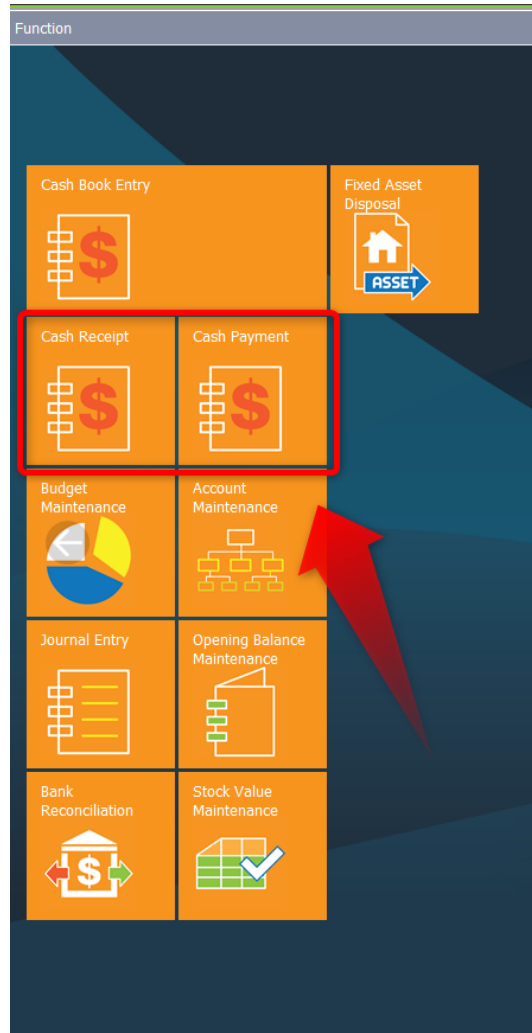 Function
Cash Book Entry
$
Fixed Asset
Disposal
ASSET
Cash Receipt
$
Cash Payment
$
Budget
Maintenance
Account
Maintenance
Journal Entry
Opening Balance
Maintenance
Bank
Reconciliation
$
Stock Value
Maintenance